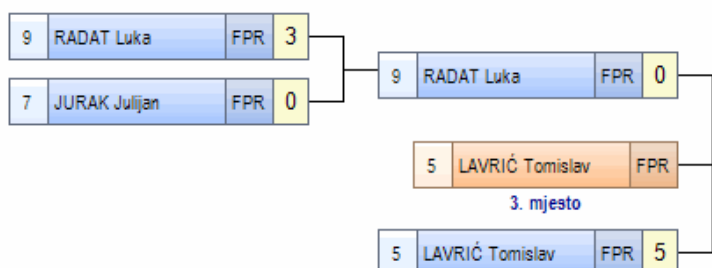 9 RADAT Luka FPR 3
7 JURAK Julijan FPR 0
9 RADAT Luka FPR 0
5 LAVRIĆ Tomislav FPR
3. mjesto
5 LAVRIĆ Tomislav FPR 5